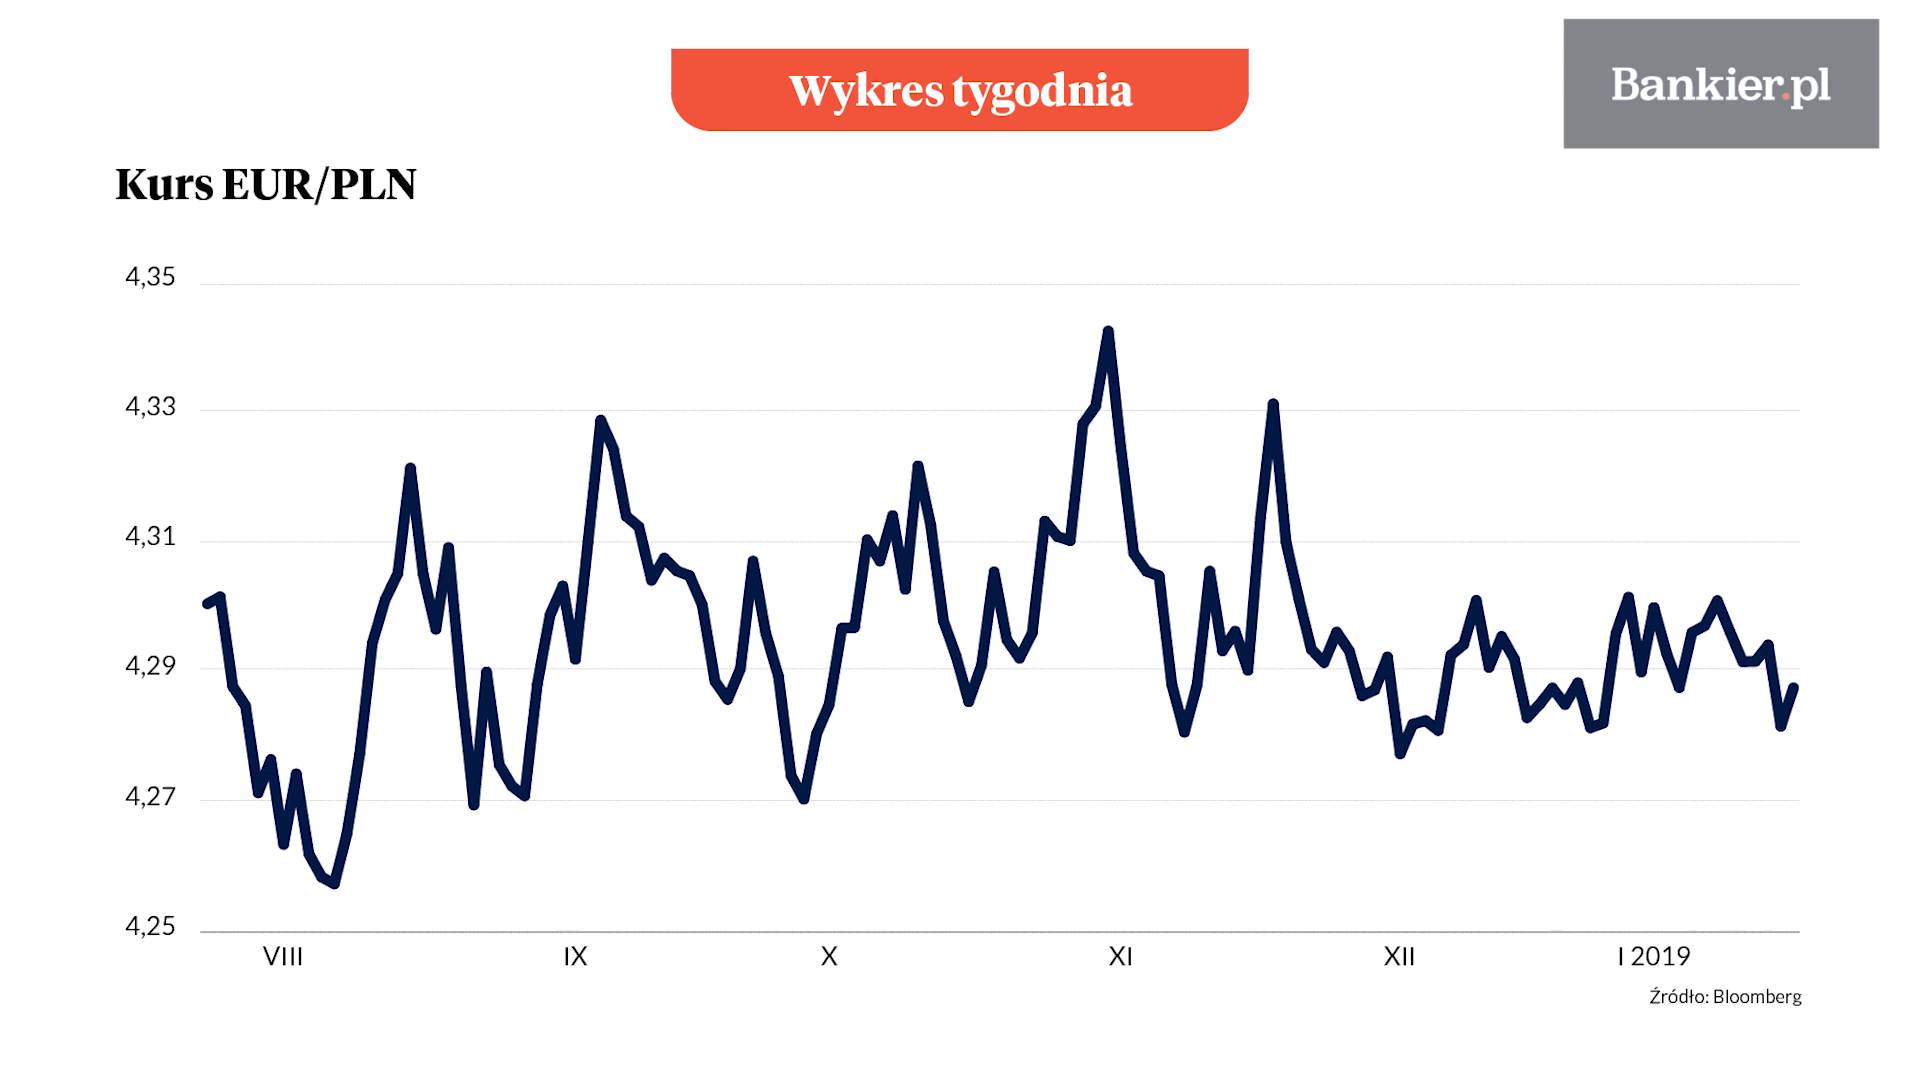 Wykres tygodnia
Bankier.pl
Kurs EUR/PLN
4,35
4,33
4,31
4,29
4,27
4,25
VIII IX X XI XII I 2019
Źródło: Bloomberg